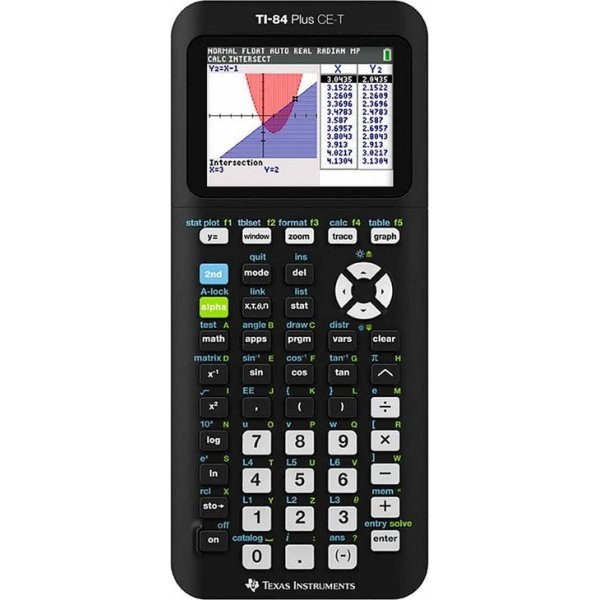 TI-84 Plus CE-T
NORMAL FLOAT AUTO REAL RADIAN MP
CALC INTERSECT
Y2=X-1
X Y2
3.0435 2.0435
3.1522 2.1522
3.2609 2.2609
3.3696 2.3696
3.4783 2.4783
3.587 2.587
3.6957 2.6957
3.8043 2.8043
3.913 2.913
4.0217 3.0217
4.1304 3.1304
Intersection
X=3 Y=2
stat plot f1 tblset f2 format f3 calc f4 table f5
y= window zoom trace graph
quit ins
2nd mode del
A-lock link list
alpha X,T,θ,n stat
test A angle B draw C distr
math apps prgm vars clear
matrix D sin⁻¹ E cos⁻¹ F tan⁻¹ G π H
x⁻¹ sin cos tan ^
√ I EE J { K } L e M
x² , ( ) ÷
10ˣ N u O v P w Q [ R
log 7 8 9 ×
eˣ S L4 T L5 U L6 V ] W
ln 4 5 6 −
rcl X L1 Y L2 Z L3 θ mem "
sto→ 1 2 3 +
off catalog ⎵ i : ans ? entry solve
on 0 . (-) enter
TEXAS INSTRUMENTS